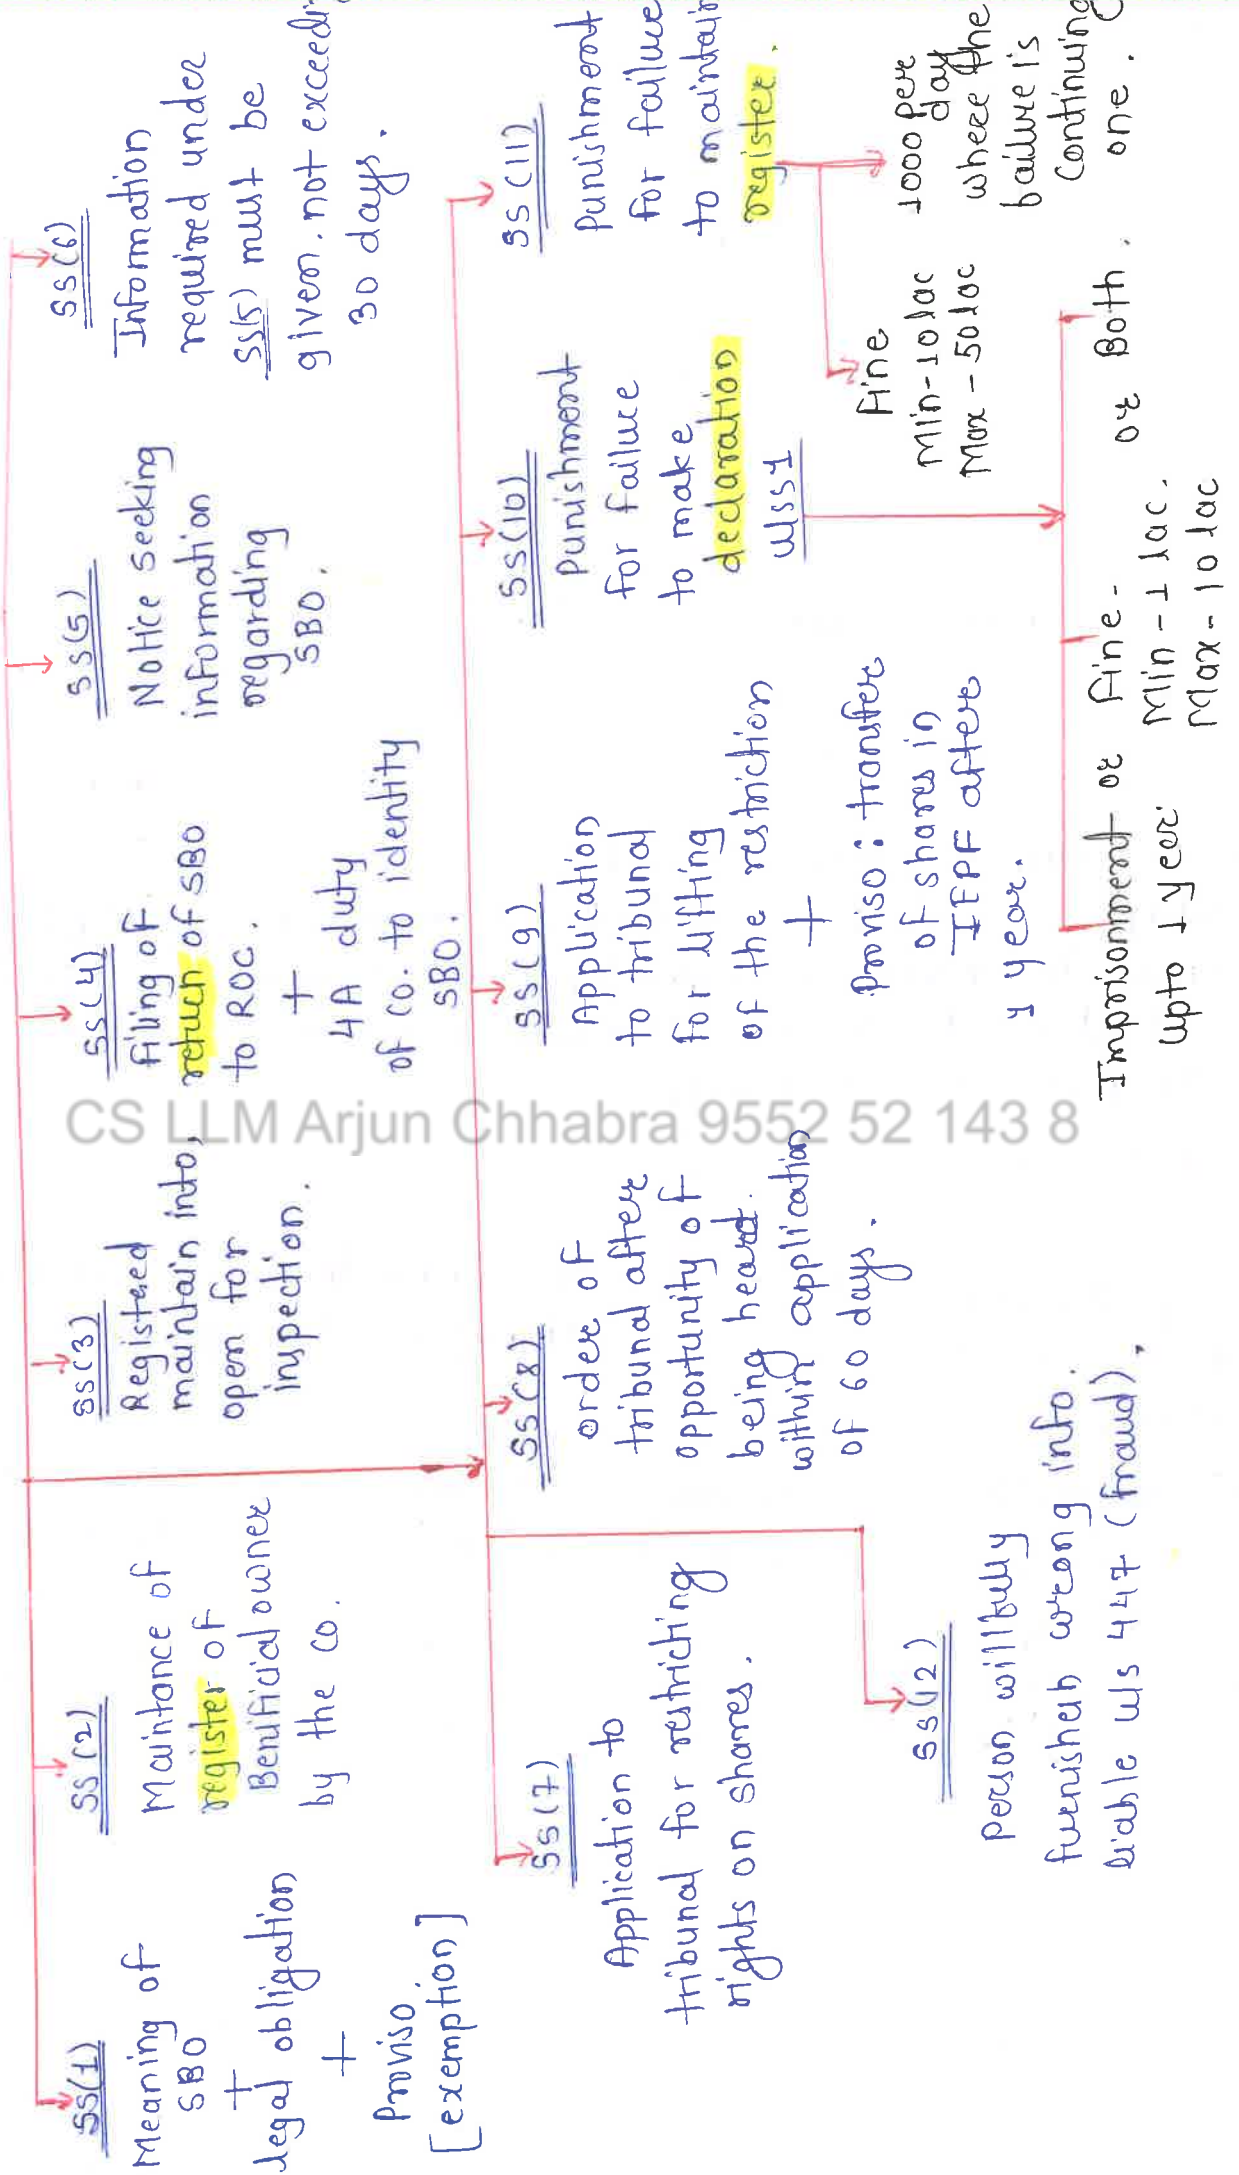 SS(1)
Meaning of
SBO
+
legal obligation
+
Proviso
[exemption]
SS(2)
Maintance of
register of
Benificial owner
by the co.
SS(3)
Registered
maintain into,
open for
inspection.
SS(4)
Filing of
return of SBO
to ROC.
+
4A duty
of co. to identity
SBO.
SS(5)
Notice seeking
information
regarding
SBO.
SS(6)
Information
required under
SS(5) must be
given. not exceedi
30 days.
SS(7)
Application to
tribunal for restricting
rights on shares.
SS(8)
order of
tribunal after
opportunity of
being heard.
within application
of 60 days.
SS(9)
Application
to tribunal
for lifting
of the restriction
+
Proviso : transfer
of shares in
IEPF after
1 year.
SS(10)
Punishment
for failure
to make
declaration
u/ss1
Imprisonment or Fine - or Both.
upto 1 year.
Min - 1 lac.
Max - 10 lac
SS(11)
Punishment
for failure
to maintain
register.
Fine
Min - 10 lac
Max - 50 lac
1000 per
day
where the
failure is
continuing
one.
SS(12)
Person willfully
furnished wrong info.
liable u/s 447 (fraud).
CS LLM Arjun Chhabra 9552 52 143 8